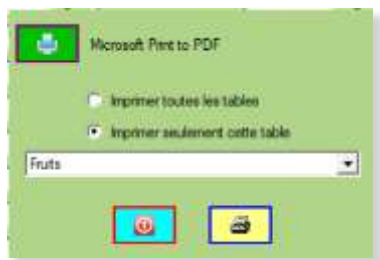 Microsoft Print to PDF
Imprimer toutes les tables
Imprimer seulement cette table
Fruits